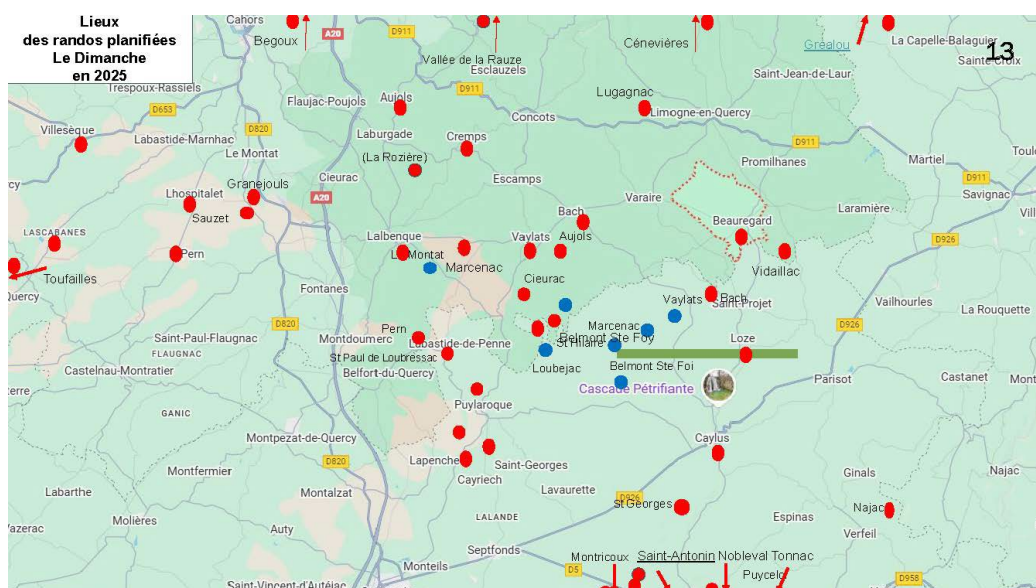 Lieux
des randos planifiées
Le Dimanche
en 2025
13
Cahors
A20
D911
Begoux
Vallée de la Rauze
Esclauzels
Cénevières
Gréalou
La Capelle-Balaguier
Sainte-Croix
Saint-Jean-de-Laur
Trespoux-Rassiels
D653
Flaujac-Poujols
Aujols
D911
Lugagnac
Limogne-en-Quercy
Concots
Villesèque
Labastide-Marnhac
D820
Laburgade
Cremps
D911
Le Montat
(La Rozière)
Promilhanes
Martiel
D911
Cieurac
Escamps
Granejouls
Lhospitalet
A20
Varaire
Savignac
Sauzet
Bach
Beauregard
Laramière
LASCABANES
Lalbenque
Vaylats
Aujols
D926
Pern
Le Montat
Marcenac
Vidaillac
Toufailles
Quercy
Fontanes
Cieurac
Vaylats
Bach
Saint-Projet
Vailhourles
La Rouquette
D820
Pern
Marcenac
D926
Saint-Paul-Flaugnac
FLAUGNAC
Montdoumerc
Labastide-de-Penne
Belmont Ste Foy
St Hilaire
Loze
St Paul de Loubressac
Loubejac
Belmont Ste Foi
Castelnau-Montratier
Belfort-du-Quercy
Cascade Pétrifiante
Parisot
Castanet
GANIC
Puylaroque
Montpezat-de-Quercy
Caylus
D820
Lapenche
Saint-Georges
Montfermier
Cayriech
Ginals
Najac
Labarthe
Montalzat
Lavaurette
D926
St Georges
Najac
Vazerac
Molières
Auty
LALANDE
Espinas
Verfeil
Septfonds
Montricoux
Saint-Antonin Nobleval
Tonnac
Saint-Vincent-d'Autéjac
Monteils
D5
Puycelci
D958